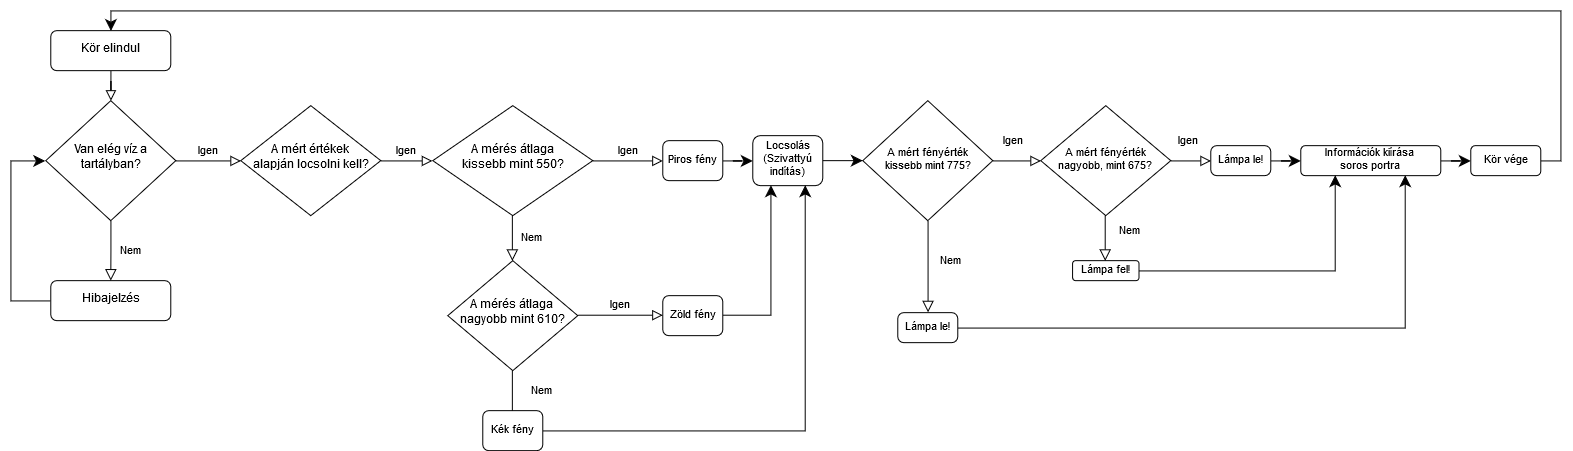 Kör elindul
Van elég víz a
tartályban?
Igen
Nem
Hibajelzés
A mért értékek
alapján locsolni kell?
Igen
A mérés átlaga
kissebb mint 550?
Igen
Piros fény
Nem
A mérés átlaga
nagyobb mint 610?
Igen
Zöld fény
Nem
Kék fény
Locsolás
(Szivattyú
indítás)
A mért fényérték
kissebb mint 775?
Igen
Nem
Lámpa le!
A mért fényérték
nagyobb, mint 675?
Igen
Lámpa le!
Nem
Lámpa fel!
Információk kiírása
soros portra
Kör vége